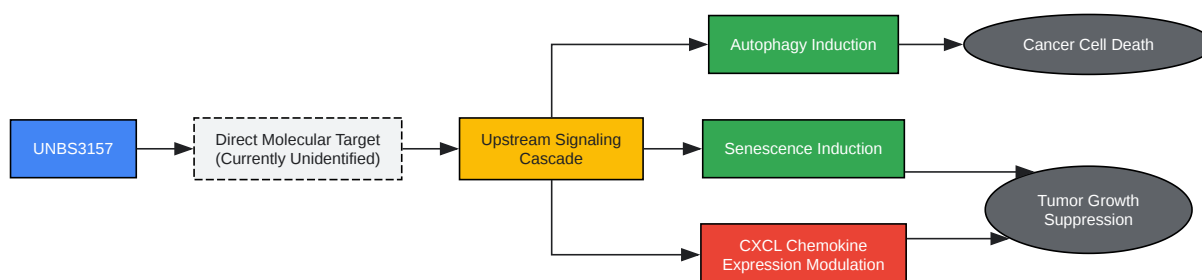 UNBS3157
Direct Molecular Target
(Currently Unidentified)
Upstream Signaling
Cascade
Autophagy Induction
Cancer Cell Death
Senescence Induction
CXCL Chemokine
Expression Modulation
Tumor Growth
Suppression